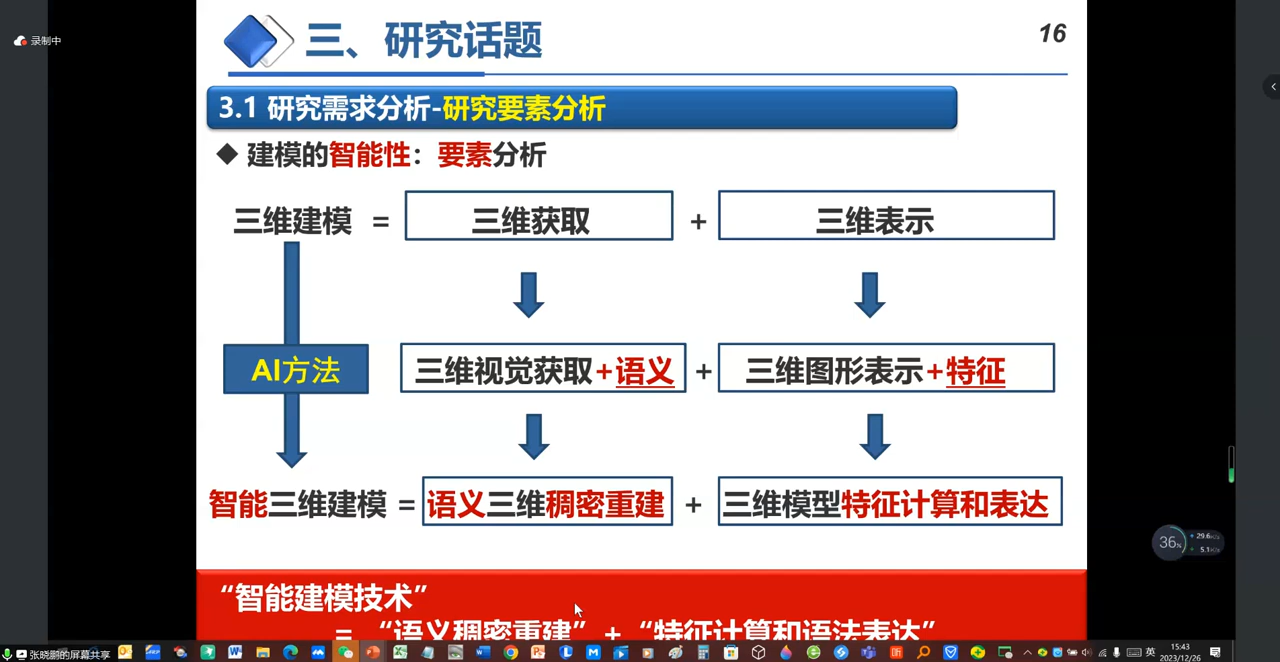 录制中
三、研究话题
16
3.1 研究需求分析-研究要素分析
◆ 建模的智能性：要素分析
三维建模 = 三维获取 + 三维表示
AI方法 三维视觉获取+语义 + 三维图形表示+特征
智能三维建模 = 语义三维稠密重建 + 三维模型特征计算和表达
“智能建模技术”
= “语义稠密重建” + “特征计算和语法表达”
36%
29.6K/s
5.1K/s
张晓鹏的屏幕共享
英
15:43
2023/12/26